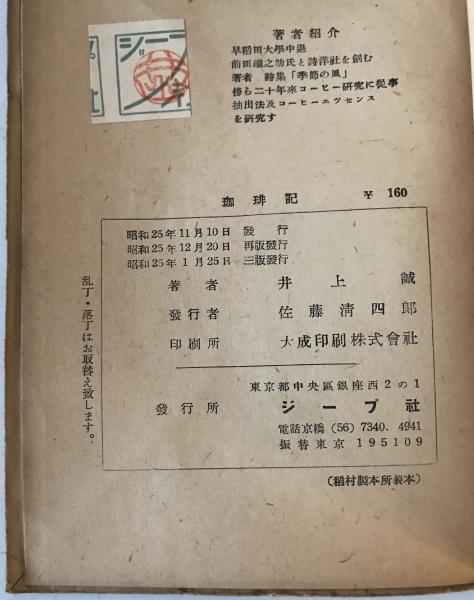 ジープ
著者紹介
早稻田大學中退
前田鐵之助氏と詩洋社を創む
著者 詩集「季節の風」
傍ら二十年來コーヒー研究に從事
抽出法及コーヒーエツセンス
を硏究す
珈琲記 ¥ 160
昭和25年11月10日 發行
昭和25年12月20日 再版發行
昭和26年1月25日 三版發行
著者 井上誠
發行者 佐藤淸四郎
印刷所 大成印刷株式會社
東京都中央區銀座西2の1
發行所 ジープ社
電話京橋 (56) 7340. 4941
振替東京 195109
(稻村製本所製本)
乱丁・落丁はお取替え致します。